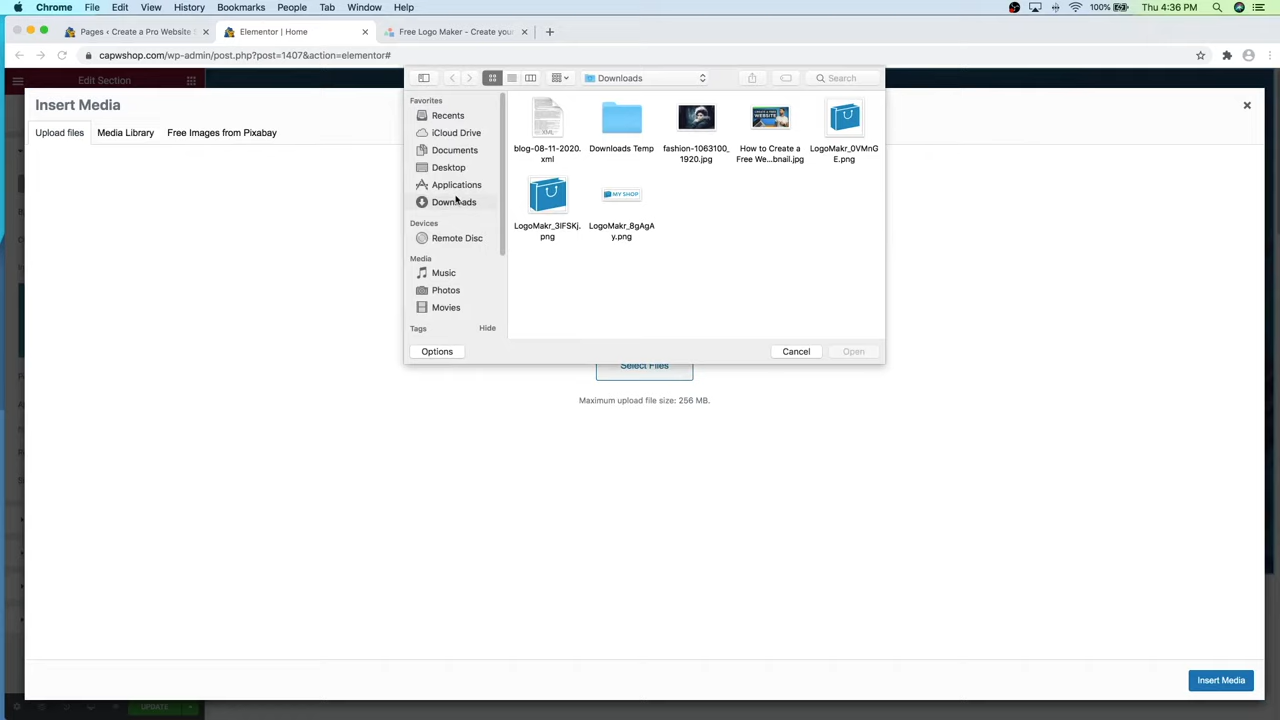 Chrome File Edit View History Bookmarks People Tab Window Help 100% Thu 4:36 PM
Pages ‹ Create a Pro Website
Elementor | Home
Free Logo Maker - Create your
capwshop.com/wp-admin/post.php?post=1407&action=elementor#
Edit Section
Insert Media
Upload files
Media Library
Free Images from Pixabay
Downloads
Search
Favorites
Recents
iCloud Drive
Documents
Desktop
Applications
Downloads
Devices
Remote Disc
Media
Music
Photos
Movies
Tags Hide
XML
blog-08-11-2020.
xml
Downloads Temp
fashion-1063100_
1920.jpg
How to Create a
Free We...bnail.jpg
LogoMakr_0VMnG
E.png
LogoMakr_3lFSKj.
png
MY SHOP
LogoMakr_8gAgA
y.png
Options
Cancel
Open
Select Files
Maximum upload file size: 256 MB.
Insert Media
UPDATE